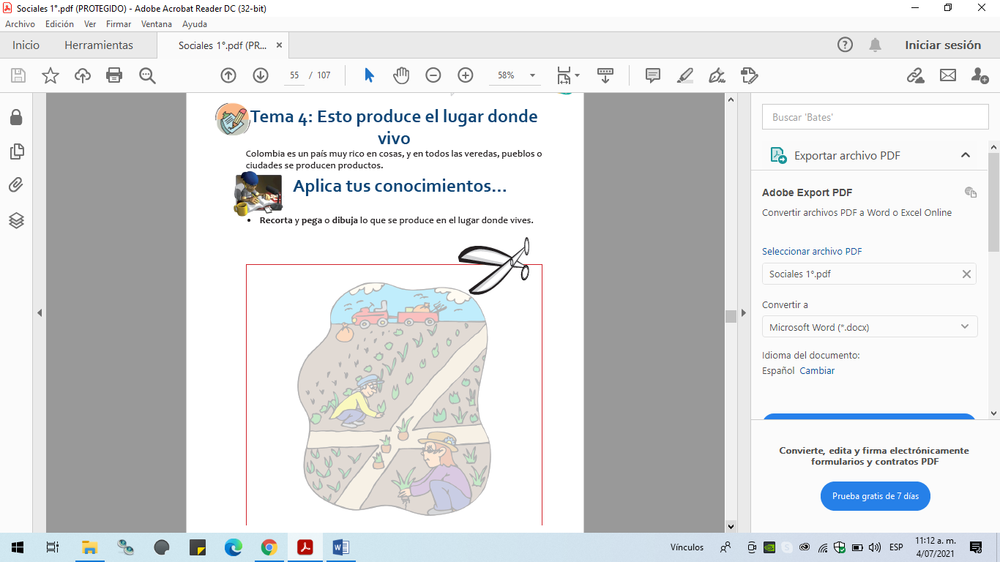 Sociales 1°.pdf (PROTEGIDO) - Adobe Acrobat Reader DC (32-bit)
Archivo Edición Ver Firmar Ventana Ayuda
Inicio Herramientas Sociales 1°.pdf (PR... Iniciar sesión
55 / 107 58%
Tema 4: Esto produce el lugar donde
vivo
Colombia es un país muy rico en cosas, y en todos las veredas, pueblos o
ciudades se producen productos.
Aplica tus conocimientos...
• Recorta y pega o dibuja lo que se produce en el lugar donde vives.
Buscar 'Bates'
Exportar archivo PDF
Adobe Export PDF
Convertir archivos PDF a Word o Excel Online
Seleccionar archivo PDF
Sociales 1°.pdf
Convertir a
Microsoft Word (*.docx)
Idioma del documento:
Español Cambiar
Convierte, edita y firma electrónicamente
formularios y contratos PDF
Prueba gratis de 7 días
Vínculos ESP 11:12 a. m.
4/07/2021